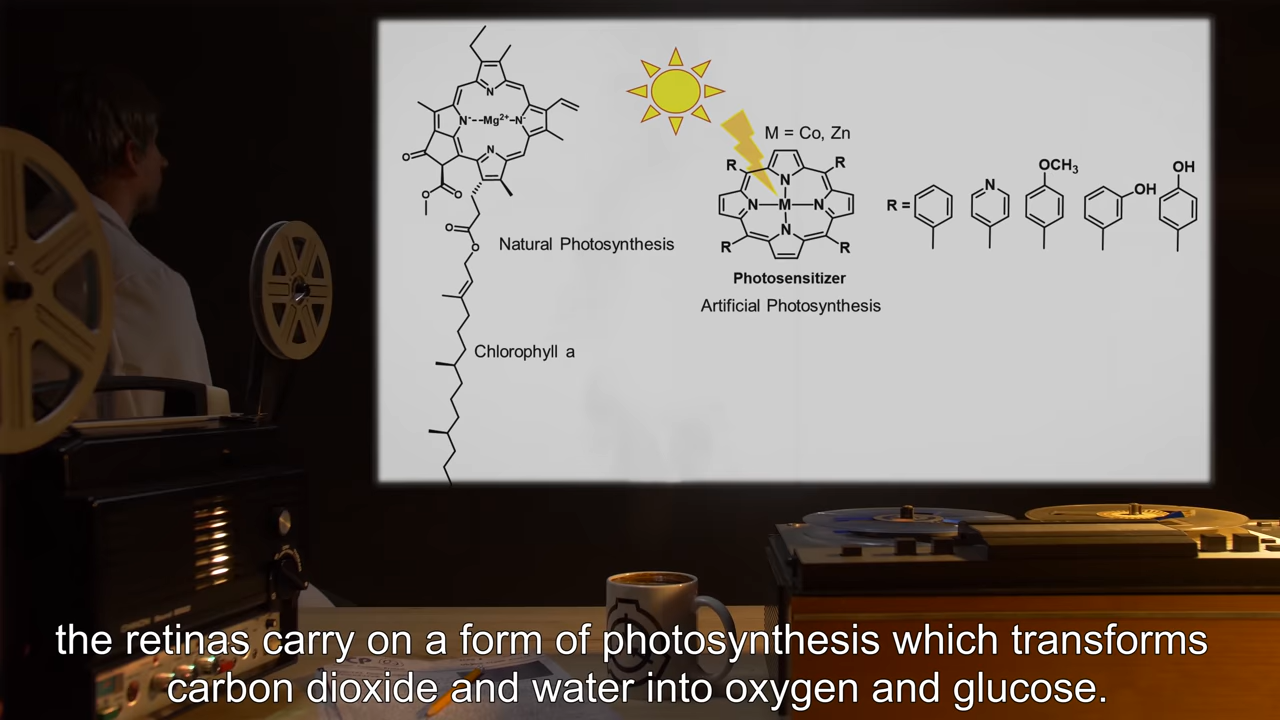 N
N
N
N
Mg2+
O
O
O
O
O
Natural Photosynthesis
Chlorophyll a
M = Co, Zn
R
R
N
N
M
N
N
R
R
Photosensitizer
Artificial Photosynthesis
R =
N
OCH3
OH
OH
the retinas carry on a form of photosynthesis which transforms
carbon dioxide and water into oxygen and glucose.